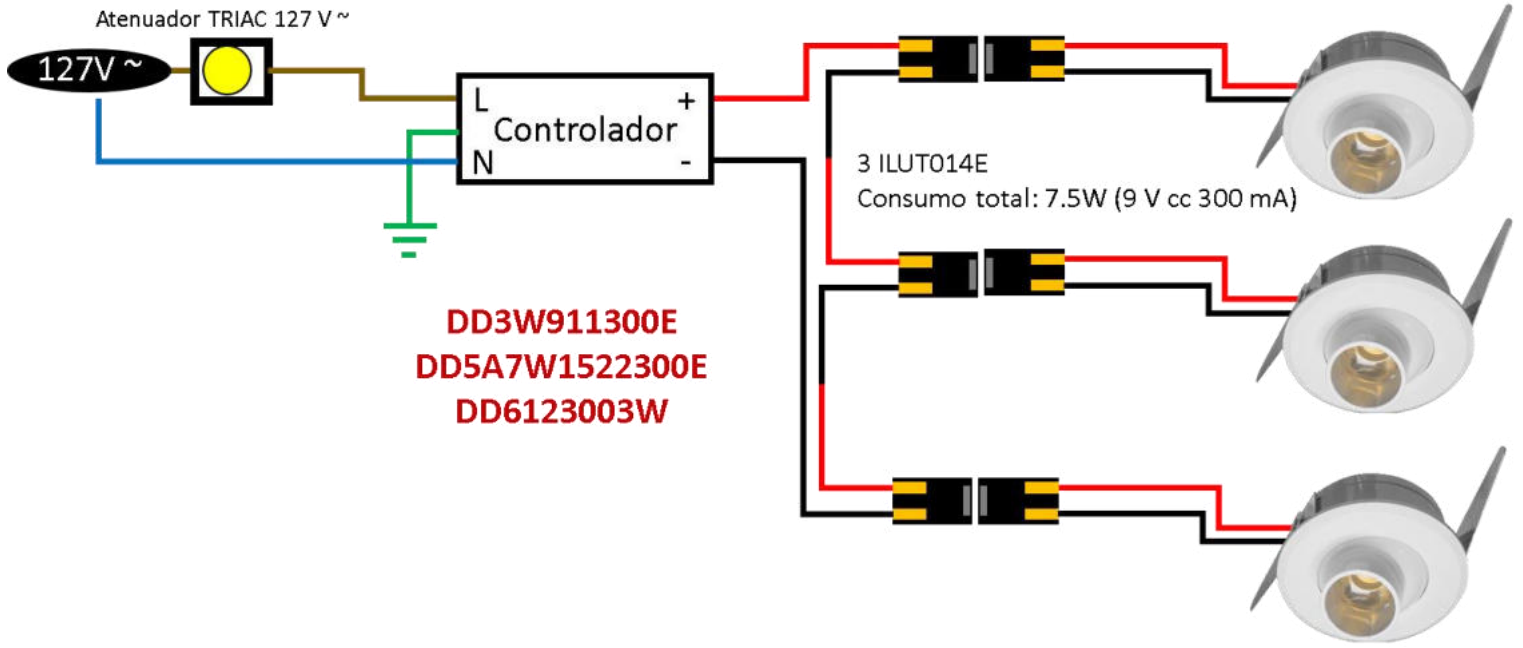 Atenuador TRIAC 127 V ~
127V ~
L
+
Controlador
N
-
3 ILUT014E
Consumo total: 7.5W (9 V cc 300 mA)
DD3W911300E
DD5A7W1522300E
DD6123003W